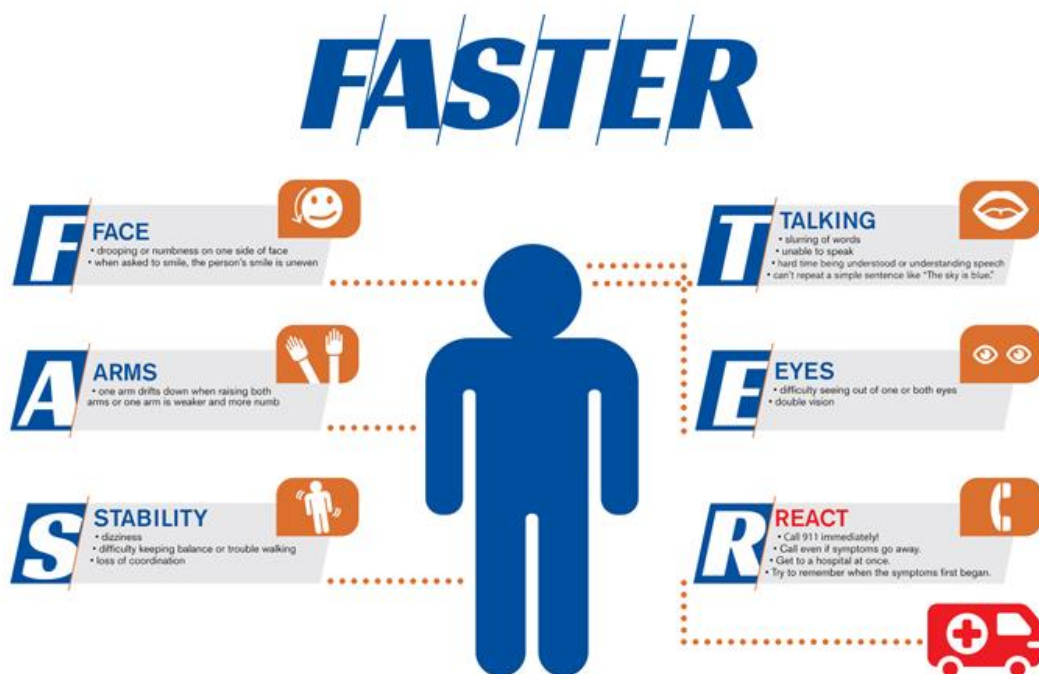 FASTER
F
FACE
• drooping or numbness on one side of face
• when asked to smile, the person's smile is uneven
A
ARMS
• one arm drifts down when raising both
arms or one arm is weaker and more numb
S
STABILITY
• dizziness
• difficulty keeping balance or trouble walking
• loss of coordination
T
TALKING
• slurring of words
• unable to speak
• hard time being understood or understanding speech
• can't repeat a simple sentence like "The sky is blue."
E
EYES
• difficulty seeing out of one or both eyes
• double vision
R
REACT
• Call 911 immediately!
• Call even if symptoms go away.
• Get to a hospital at once.
• Try to remember when the symptoms first began.